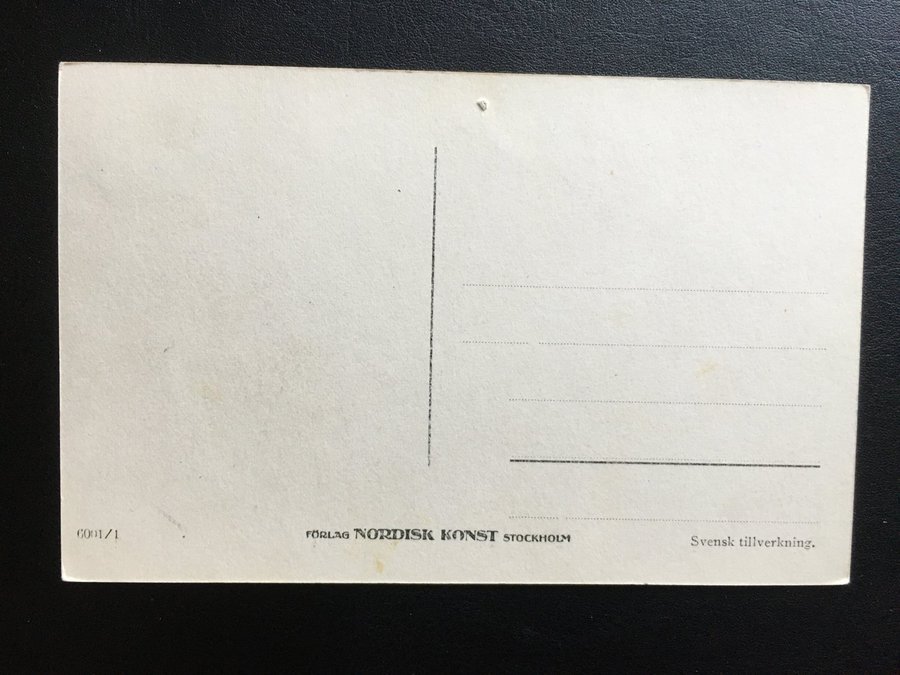 6001/1
FÖRLAG NORDISK KONST STOCKHOLM
Svensk tillverkning.